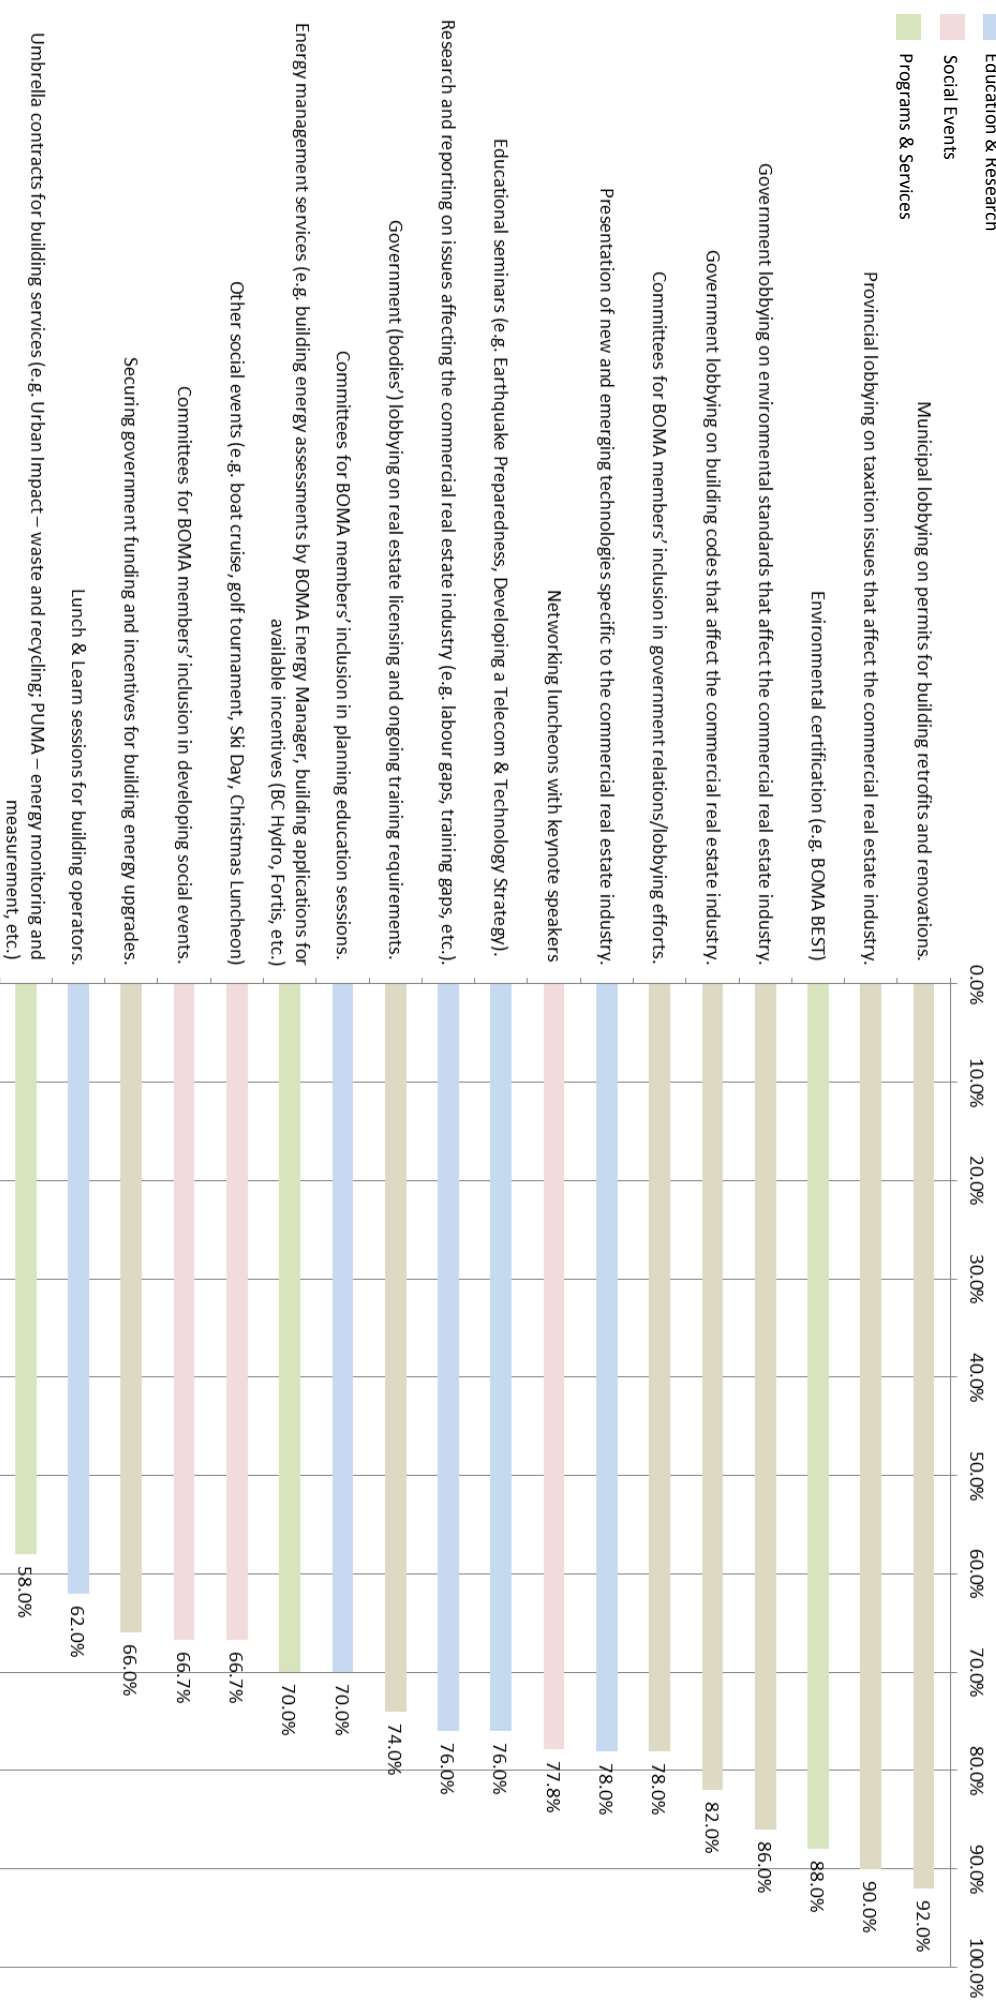 Education & Research
Social Events
Programs & Services
0.0%
10.0%
20.0%
30.0%
40.0%
50.0%
60.0%
70.0%
80.0%
90.0%
100.0%
Municipal lobbying on permits for building retrofits and renovations.
92.0%
Provincial lobbying on taxation issues that affect the commercial real estate industry.
90.0%
Environmental certification (e.g. BOMA BEST)
88.0%
Government lobbying on environmental standards that affect the commercial real estate industry.
86.0%
Government lobbying on building codes that affect the commercial real estate industry.
82.0%
Committees for BOMA members' inclusion in government relations/lobbying efforts.
78.0%
Presentation of new and emerging technologies specific to the commercial real estate industry.
78.0%
Networking luncheons with keynote speakers
77.8%
Educational seminars (e.g. Earthquake Preparedness, Developing a Telecom & Technology Strategy).
76.0%
Research and reporting on issues affecting the commercial real estate industry (e.g. labour gaps, training gaps, etc.).
76.0%
Government (bodies') lobbying on real estate licensing and ongoing training requirements.
74.0%
Committees for BOMA members' inclusion in planning education sessions.
70.0%
Energy management services (e.g. building energy assessments by BOMA Energy Manager, building applications for
available incentives (BC Hydro, Fortis, etc.)
70.0%
Other social events (e.g. boat cruise, golf tournament, Ski Day, Christmas Luncheon)
66.7%
Committees for BOMA members' inclusion in developing social events.
66.7%
Securing government funding and incentives for building energy upgrades.
66.0%
Lunch & Learn sessions for building operators.
62.0%
Umbrella contracts for building services (e.g. Urban Impact – waste and recycling; PUMA – energy monitoring and
measurement, etc.)
58.0%